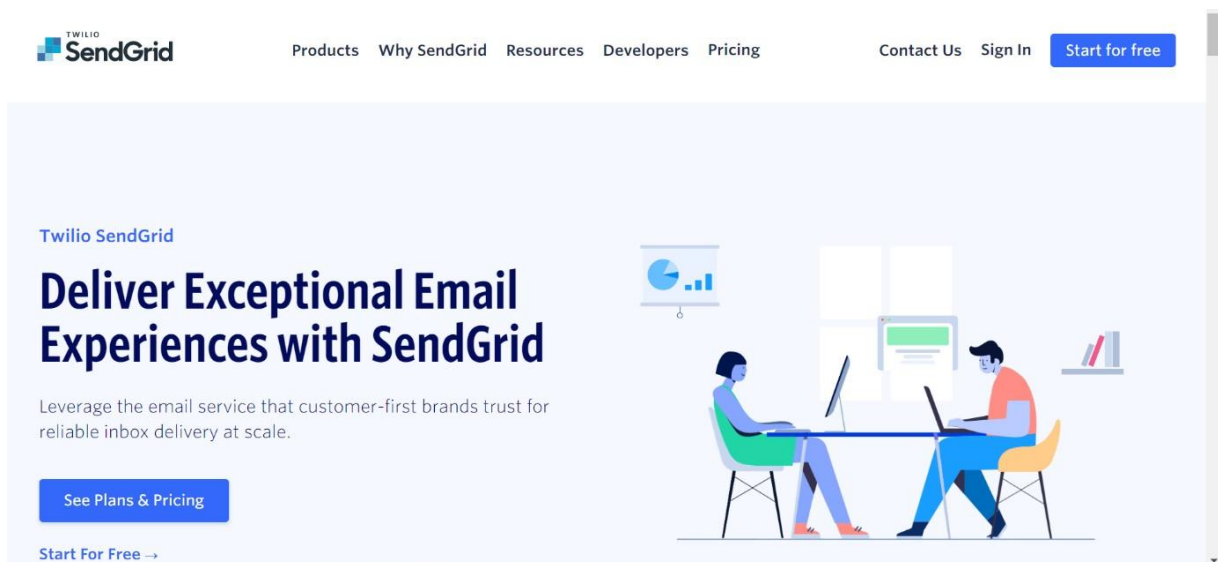 TWILIO
SendGrid
Products Why SendGrid Resources Developers Pricing Contact Us Sign In Start for free
Twilio SendGrid
Deliver Exceptional Email
Experiences with SendGrid
Leverage the email service that customer-first brands trust for
reliable inbox delivery at scale.
See Plans & Pricing
Start For Free →